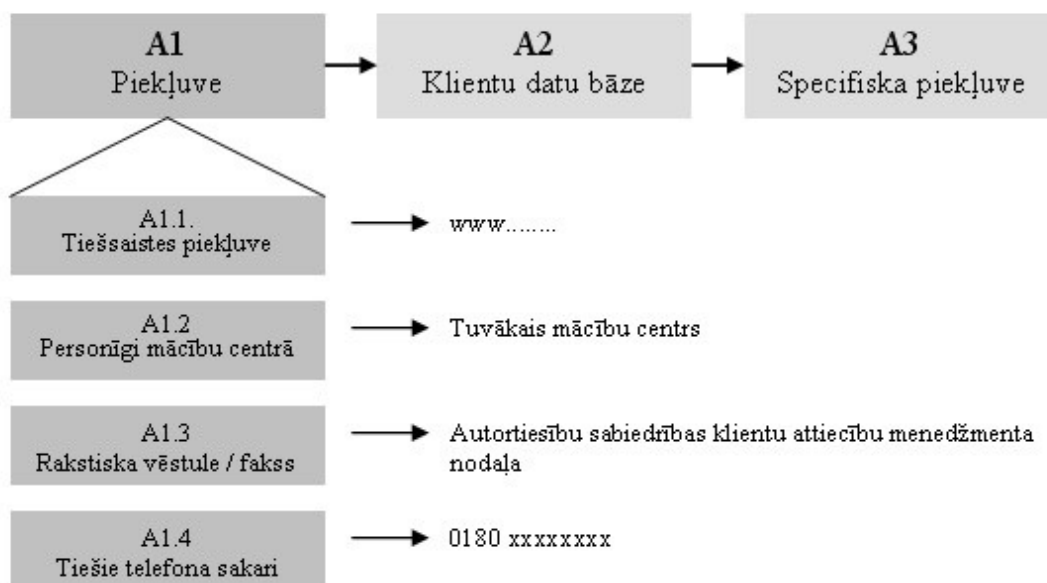 A1
Piekļuve
A2
Klientu datu bāze
A3
Specifiska piekļuve
A1.1.
Tiešsaistes piekļuve
www........
A1.2
Personīgi mācību centrā
Tuvākais mācību centrs
A1.3
Rakstiska vēstule / fakss
Autortiesību sabiedrības klientu attiecību menedžmenta
nodaļa
A1.4
Tiešie telefona sakari
0180 xxxxxxxx